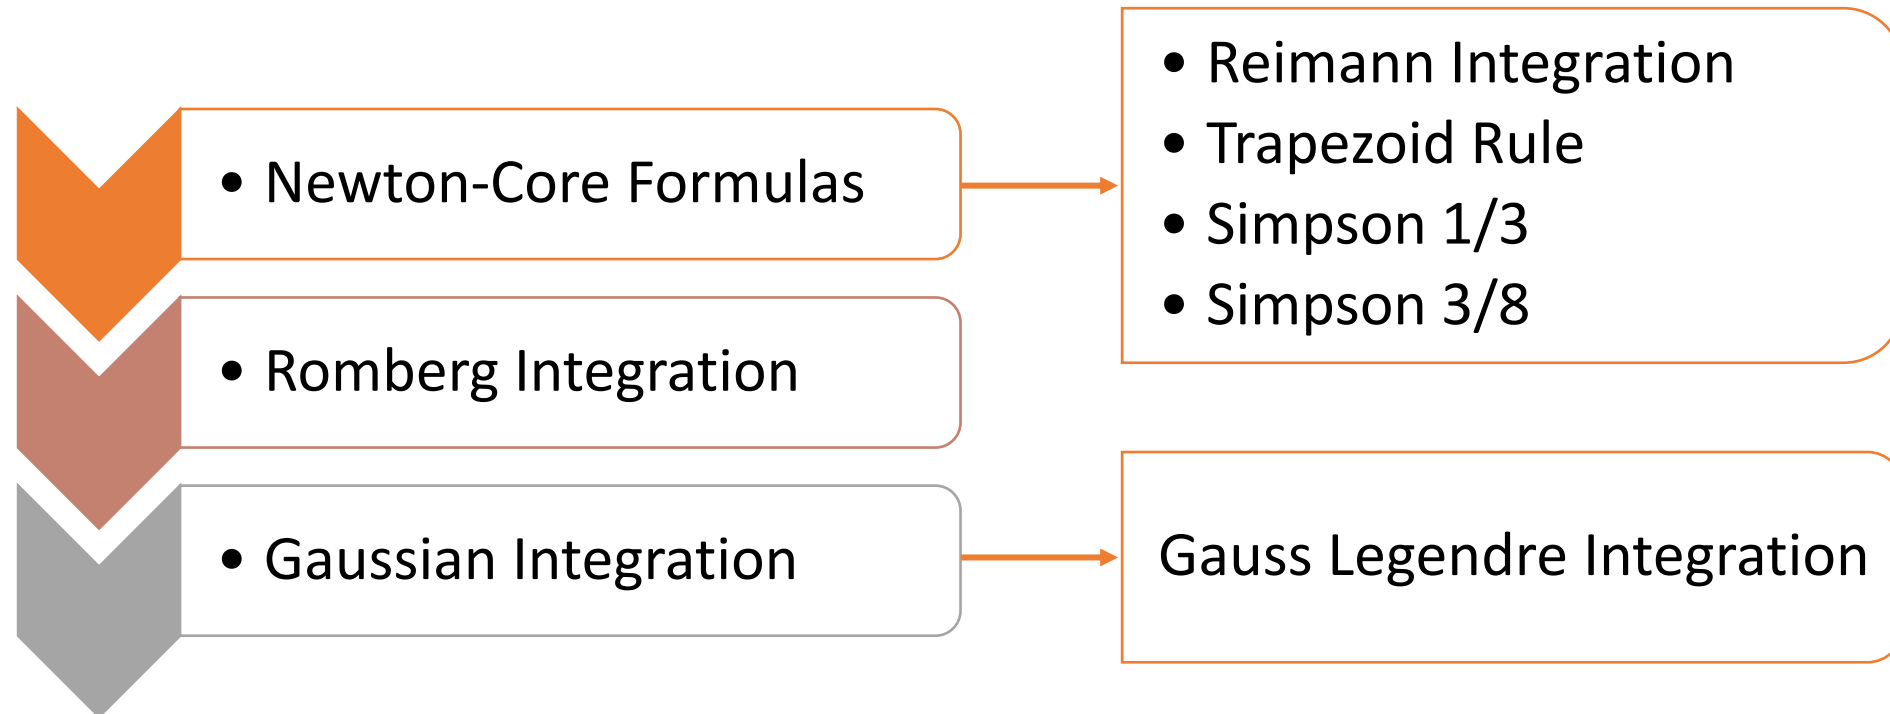 • Newton-Core Formulas
• Reimann Integration
• Trapezoid Rule
• Simpson 1/3
• Simpson 3/8
• Romberg Integration
• Gaussian Integration
Gauss Legendre Integration